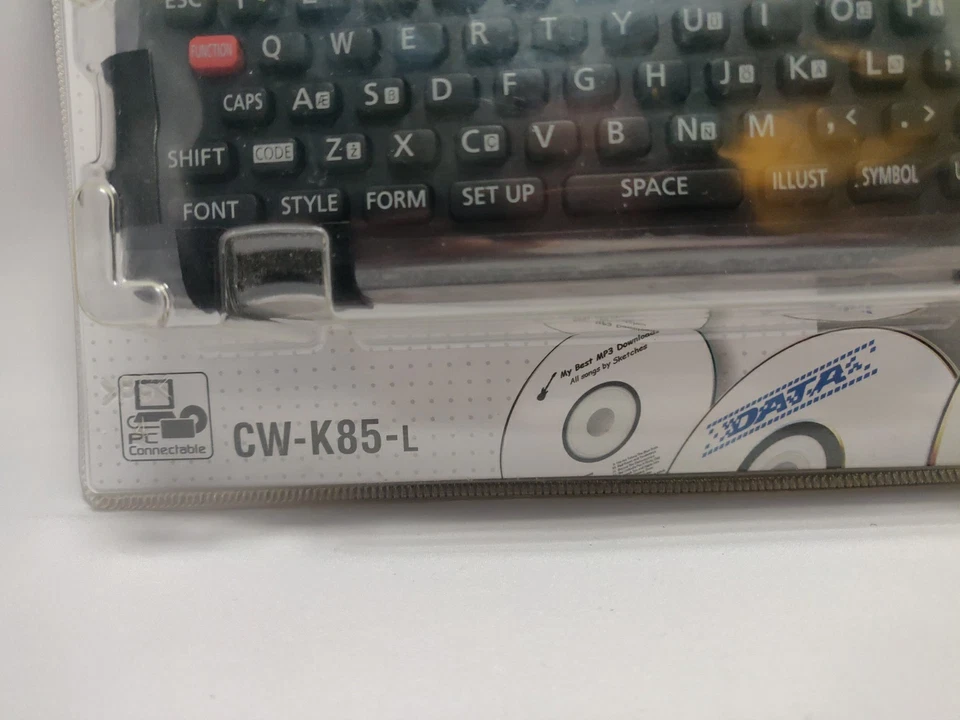 ESC
FUNCTION Q W E R T Y U I O P
CAPS A Æ S ß D F G H J K L ;
SHIFT CODE Z ž X C Ç V B N Ñ M , < . >
FONT STYLE FORM SET UP SPACE ILLUST SYMBOL
My Best MP3 Downloads
All songs by Sketches
DATA
PC
Connectable
CW-K85-L